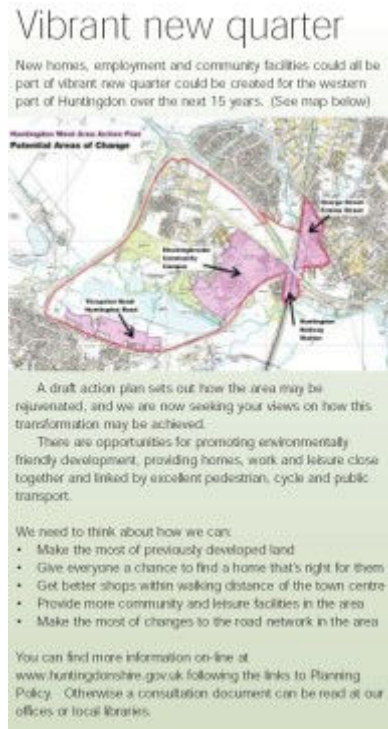 Vibrant new quarter
New homes, employment and community facilities could all be
part of vibrant new quarter could be created for the western
part of Huntingdon over the next 15 years. (See map below)
Huntingdon West Area Action Plan
Potential Areas of Change
George Street
Ermine Street
Hinchingbrooke
Community
Campus
Thrapston Road
Huntingdon Road
Huntingdon
Railway
Station
A draft action plan sets out how the area may be
rejuvenated, and we are now seeking your views on how this
transformation may be achieved.
There are opportunities for promoting environmentally
friendly development, providing homes, work and leisure close
together and linked by excellent pedestrian, cycle and public
transport.
We need to think about how we can:
• Make the most of previously developed land
• Give everyone a chance to find a home that's right for them
• Get better shops within walking distance of the town centre
• Provide more community and leisure facilities in the area
• Make the most of changes to the road network in the area
You can find more information on-line at
www.huntingdonshire.gov.uk following the links to Planning
Policy. Otherwise a consultation document can be read at our
offices or local libraries.